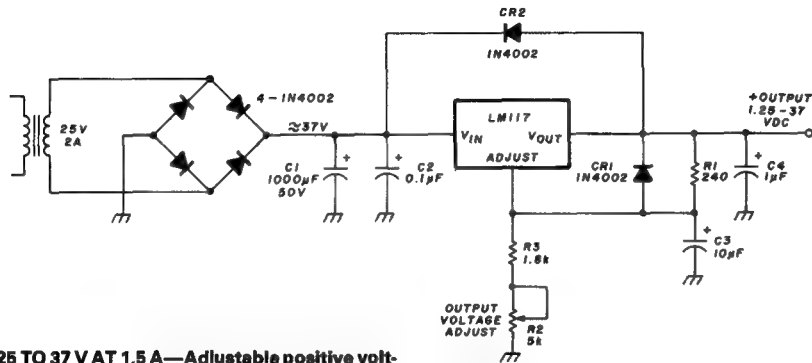 CR2
1N4002
4-1N4002
25V
2A
≈37V
C1
1000µF
50V
+
C2
0.1µF
+
LM117
VIN
VOUT
ADJUST
CR1
1N4002
R1
240
+
C4
1µF
+OUTPUT
1.25-37
VDC
+
C3
10µF
R3
1.8k
OUTPUT
VOLTAGE
ADJUST
R2
5k
25 TO 37 V AT 1.5 A—Adjustable positive volt-